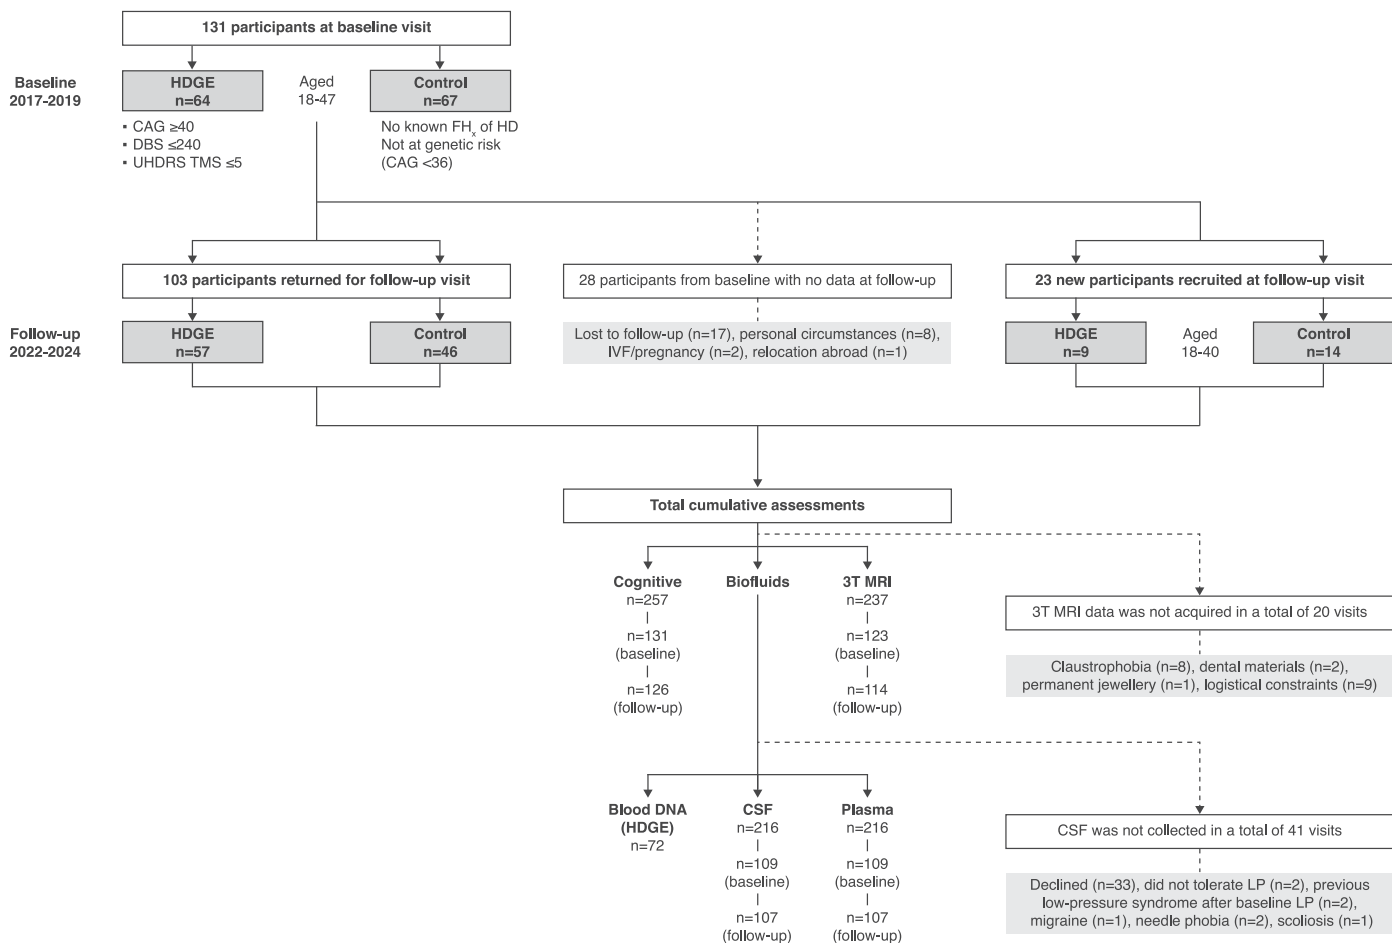 131 participants at baseline visit
Baseline
2017-2019
HDGE
n=64
Aged
18-47
Control
n=67
▪ CAG ≥40
▪ DBS ≤240
▪ UHDRS TMS ≤5
No known FHx of HD
Not at genetic risk
(CAG <36)
103 participants returned for follow-up visit
28 participants from baseline with no data at follow-up
23 new participants recruited at follow-up visit
Follow-up
2022-2024
HDGE
n=57
Control
n=46
Lost to follow-up (n=17), personal circumstances (n=8),
IVF/pregnancy (n=2), relocation abroad (n=1)
HDGE
n=9
Aged
18-40
Control
n=14
Total cumulative assessments
Cognitive
n=257
n=131
(baseline)
n=126
(follow-up)
Biofluids
3T MRI
n=237
n=123
(baseline)
n=114
(follow-up)
3T MRI data was not acquired in a total of 20 visits
Claustrophobia (n=8), dental materials (n=2),
permanent jewellery (n=1), logistical constraints (n=9)
Blood DNA
(HDGE)
n=72
CSF
n=216
n=109
(baseline)
n=107
(follow-up)
Plasma
n=216
n=109
(baseline)
n=107
(follow-up)
CSF was not collected in a total of 41 visits
Declined (n=33), did not tolerate LP (n=2), previous
low-pressure syndrome after baseline LP (n=2),
migraine (n=1), needle phobia (n=2), scoliosis (n=1)